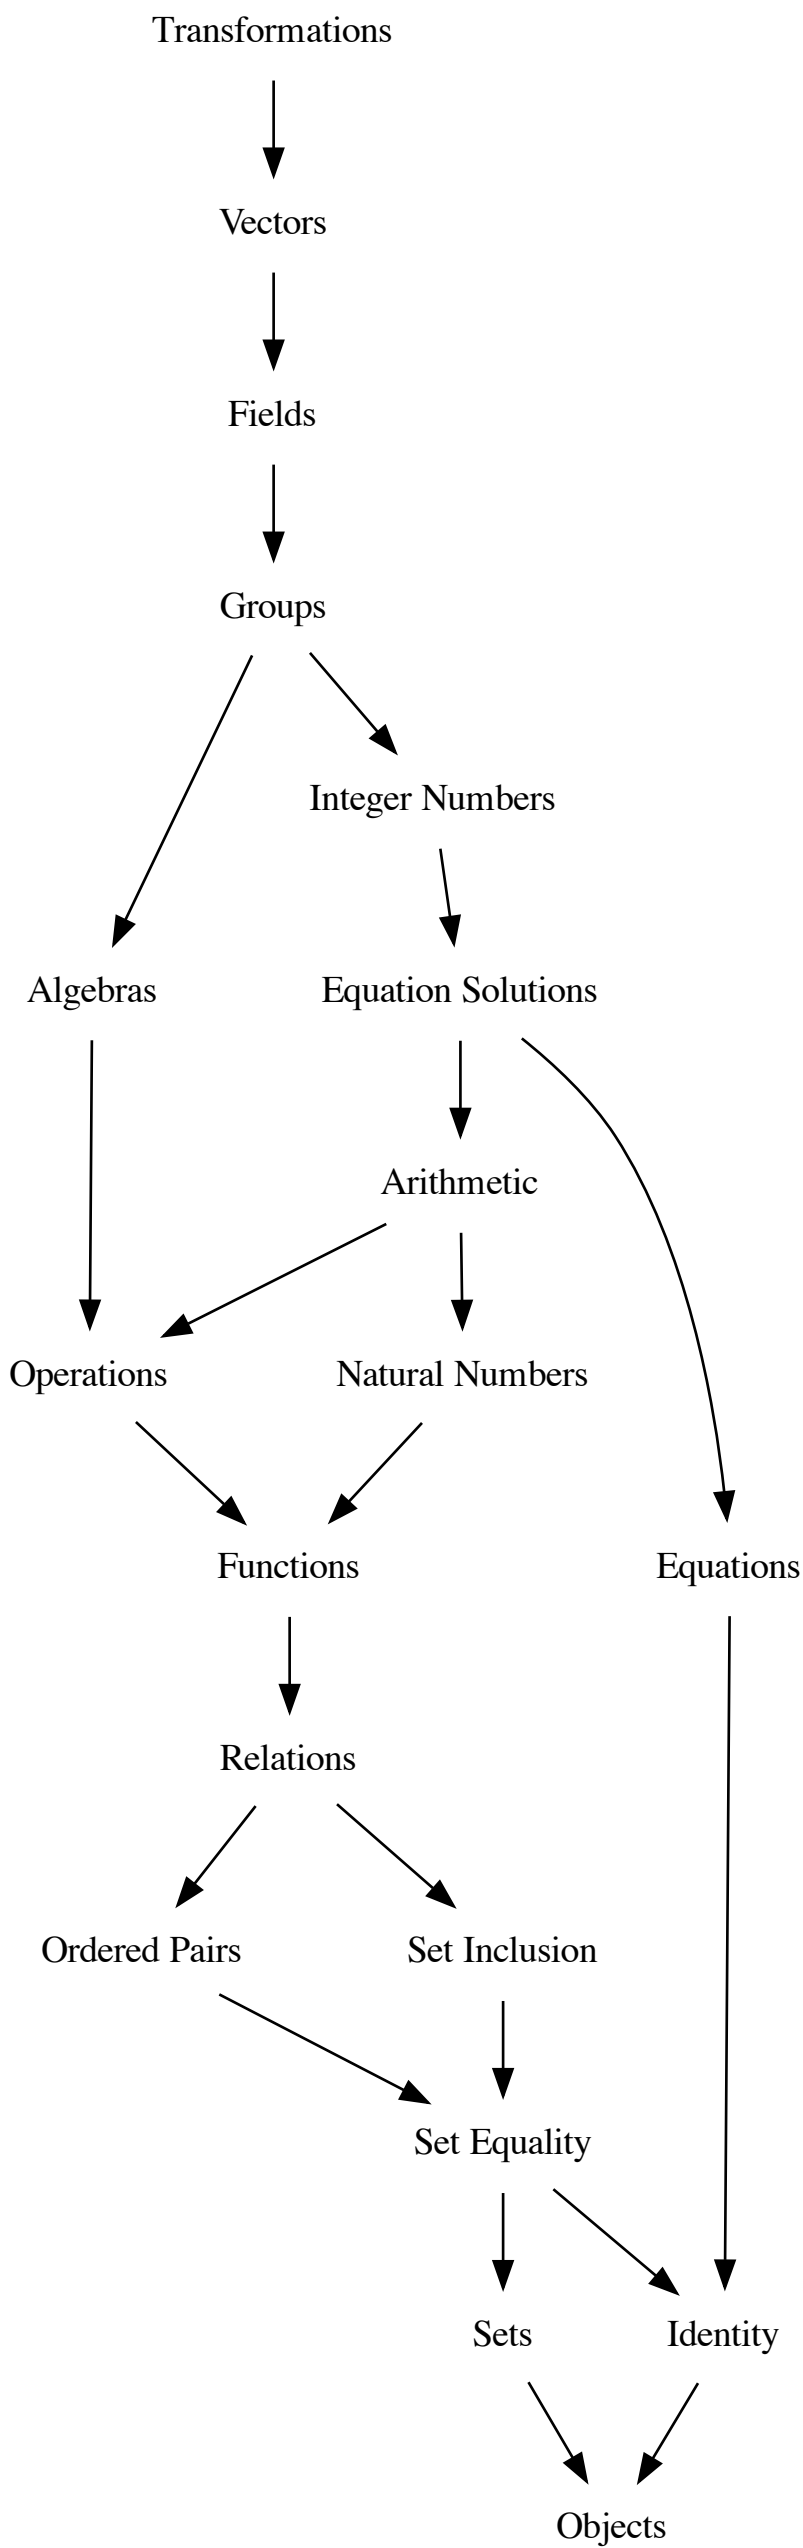 Transformations
Vectors
Fields
Groups
Integer Numbers
Algebras
Equation Solutions
Arithmetic
Operations
Natural Numbers
Functions
Equations
Relations
Ordered Pairs
Set Inclusion
Set Equality
Sets
Identity
Objects